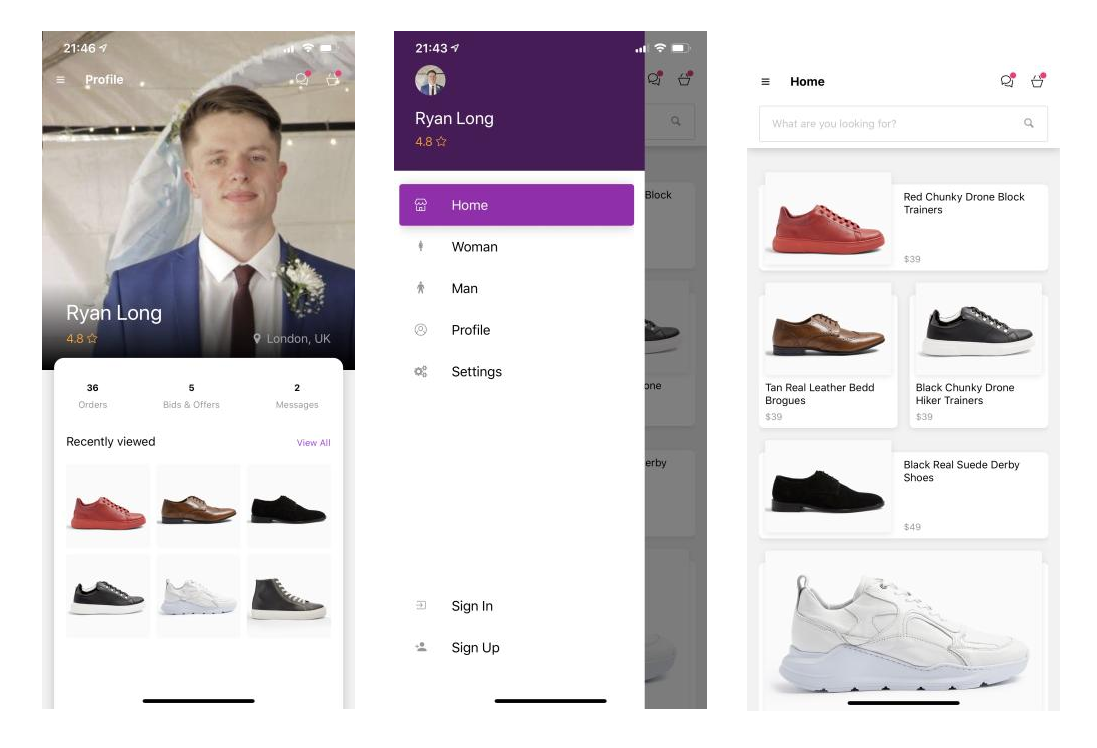 21:46
Profile
Ryan Long
4.8
London, UK
36
5
2
Orders
Bids & Offers
Messages
Recently viewed
View All
21:43
Ryan Long
4.8
Home
Woman
Man
Profile
Settings
Sign In
Sign Up
Block
one
erby
Home
What are you looking for?
Red Chunky Drone Block
Trainers
$39
Tan Real Leather Bedd
Brogues
$39
Black Chunky Drone
Hiker Trainers
$39
Black Real Suede Derby
Shoes
$49